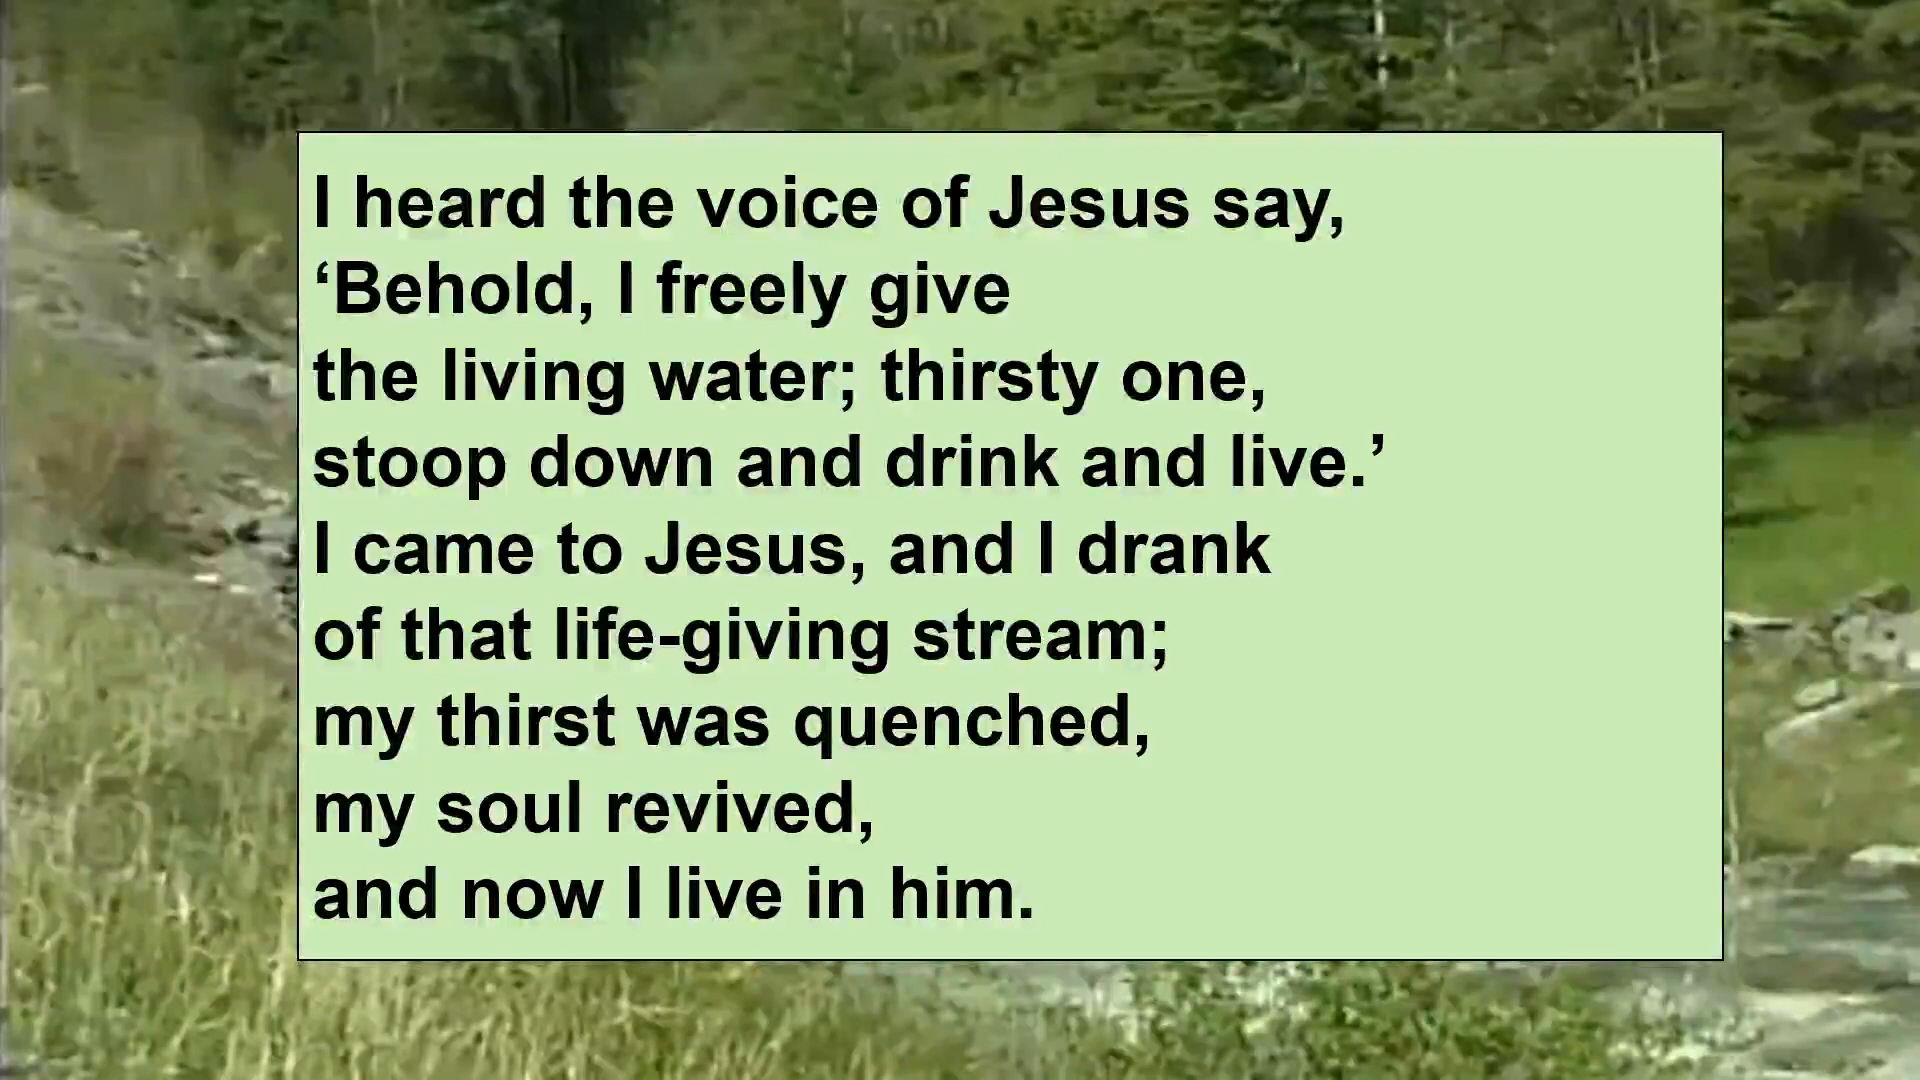 I heard the voice of Jesus say,
‘Behold, I freely give
the living water; thirsty one,
stoop down and drink and live.’
I came to Jesus, and I drank
of that life-giving stream;
my thirst was quenched,
my soul revived,
and now I live in him.